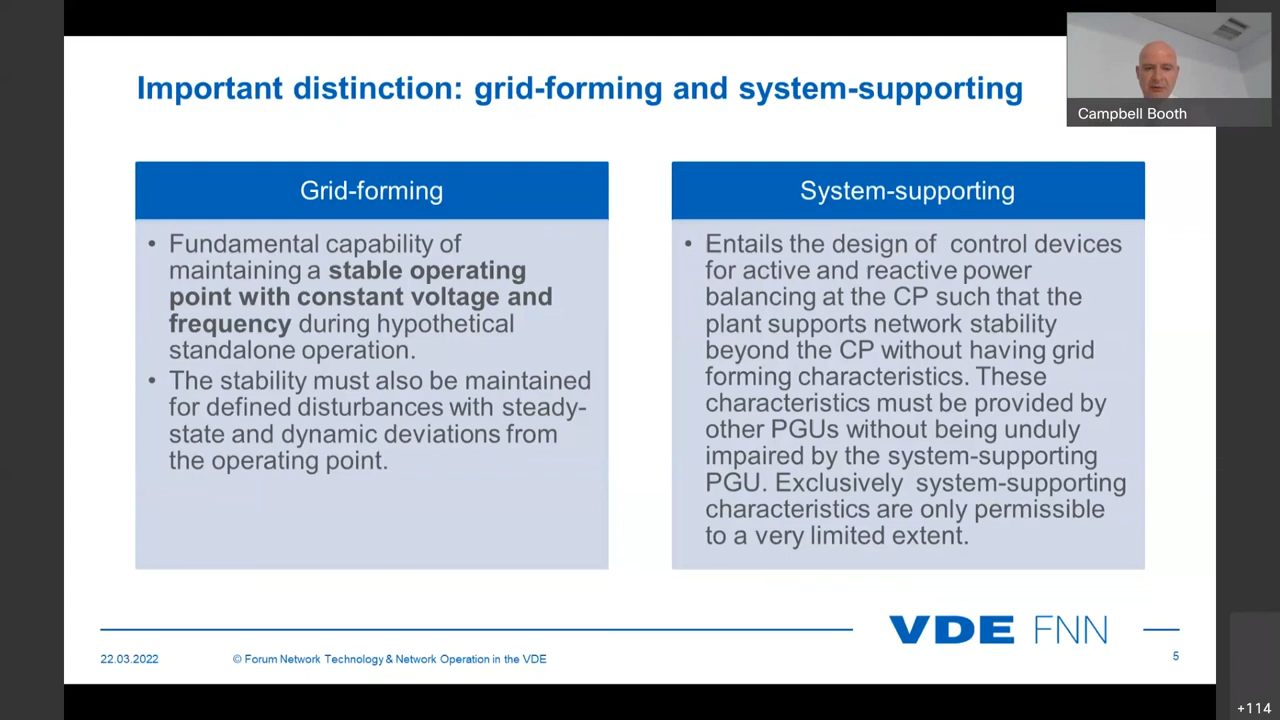 Important distinction: grid-forming and system-supporting
Campbell Booth
Grid-forming
• Fundamental capability of
maintaining a stable operating
point with constant voltage and
frequency during hypothetical
standalone operation.
• The stability must also be maintained
for defined disturbances with steady-
state and dynamic deviations from
the operating point.
System-supporting
• Entails the design of control devices
for active and reactive power
balancing at the CP such that the
plant supports network stability
beyond the CP without having grid
forming characteristics. These
characteristics must be provided by
other PGUs without being unduly
impaired by the system-supporting
PGU. Exclusively system-supporting
characteristics are only permissible
to a very limited extent.
VDE FNN
22.03.2022
© Forum Network Technology & Network Operation in the VDE
5
+114